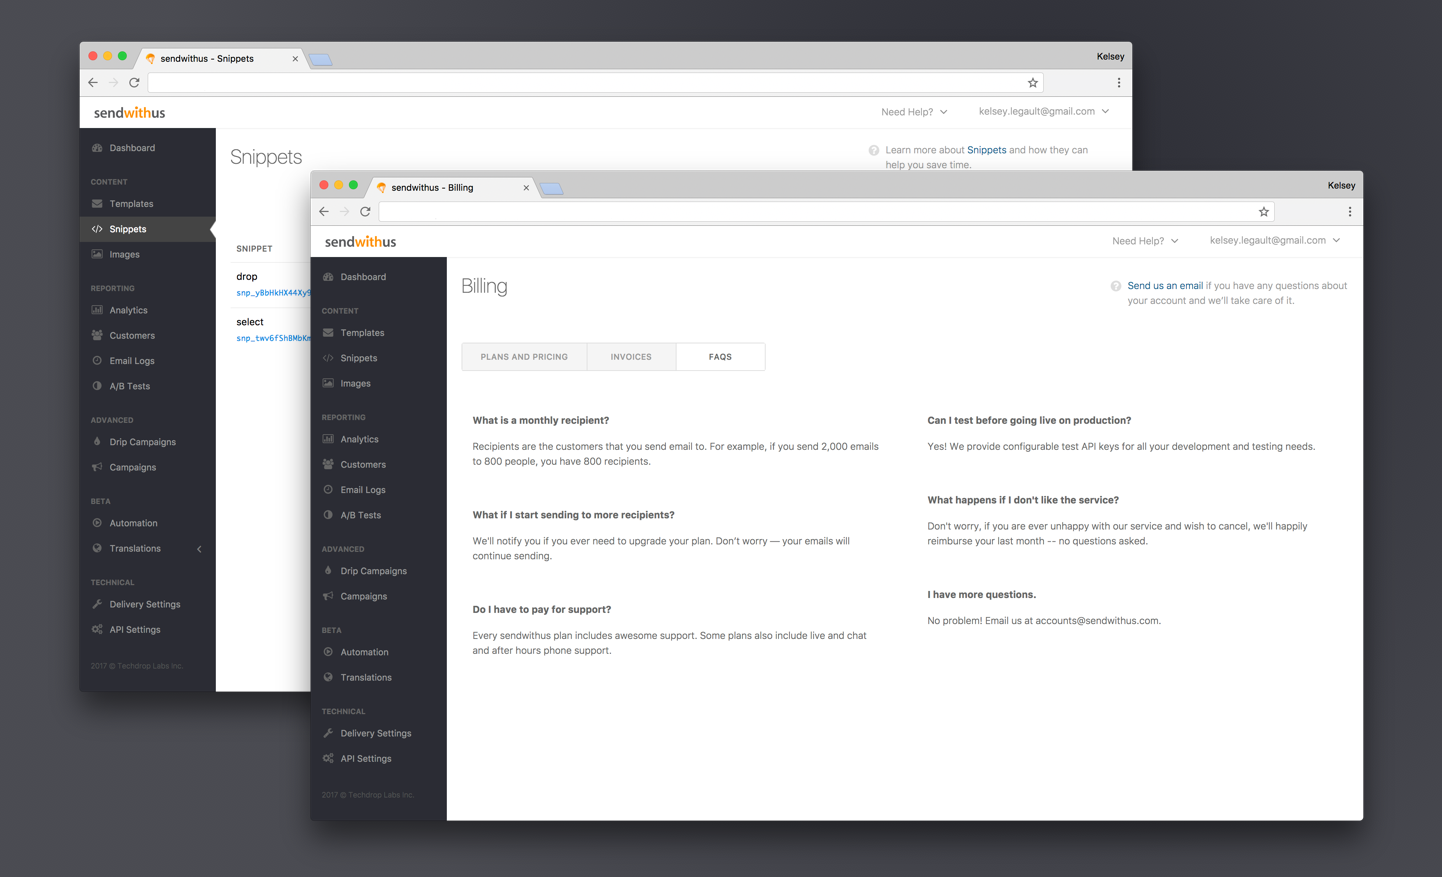 sendwithus - Snippets
Kelsey
sendwithus
Need Help?
kelsey.legault@gmail.com
Dashboard
CONTENT
Templates
Snippets
Images
REPORTING
Analytics
Customers
Email Logs
A/B Tests
ADVANCED
Drip Campaigns
Campaigns
BETA
Automation
Translations
TECHNICAL
Delivery Settings
API Settings
2017 © Techdrop Labs Inc.
Snippets
Learn more about Snippets and how they can
help you save time.
SNIPPET
drop
select
sendwithus - Billing
Kelsey
sendwithus
Need Help?
kelsey.legault@gmail.com
Dashboard
CONTENT
Templates
Snippets
Images
REPORTING
Analytics
Customers
Email Logs
A/B Tests
ADVANCED
Drip Campaigns
Campaigns
BETA
Automation
Translations
TECHNICAL
Delivery Settings
API Settings
2017 © Techdrop Labs Inc.
Billing
Send us an email if you have any questions about
your account and we'll take care of it.
PLANS AND PRICING
INVOICES
FAQS
What is a monthly recipient?
Recipients are the customers that you send email to. For example, if you send 2,000 emails
to 800 people, you have 800 recipients.
What if I start sending to more recipients?
We'll notify you if you ever need to upgrade your plan. Don't worry — your emails will
continue sending.
Do I have to pay for support?
Every sendwithus plan includes awesome support. Some plans also include live and chat
and after hours phone support.
Can I test before going live on production?
Yes! We provide configurable test API keys for all your development and testing needs.
What happens if I don't like the service?
Don't worry, if you are ever unhappy with our service and wish to cancel, we'll happily
reimburse your last month -- no questions asked.
I have more questions.
No problem! Email us at accounts@sendwithus.com.